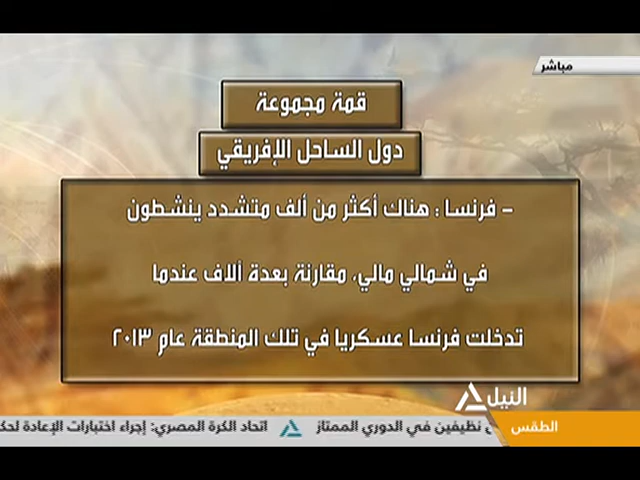 مباشر
قمة مجموعة
دول الساحل الإفريقي
- فرنسا : هناك أكثر من ألف متشدد ينشطون
في شمالي مالي، مقارنة بعدة ألاف عندما
تدخلت فرنسا عسكريا في تلك المنطقة عام ٢٠١٣
النيل
الطقس
نظيفين في الدوري الممتاز
اتحاد الكرة المصري: إجراء اختبارات الإعادة